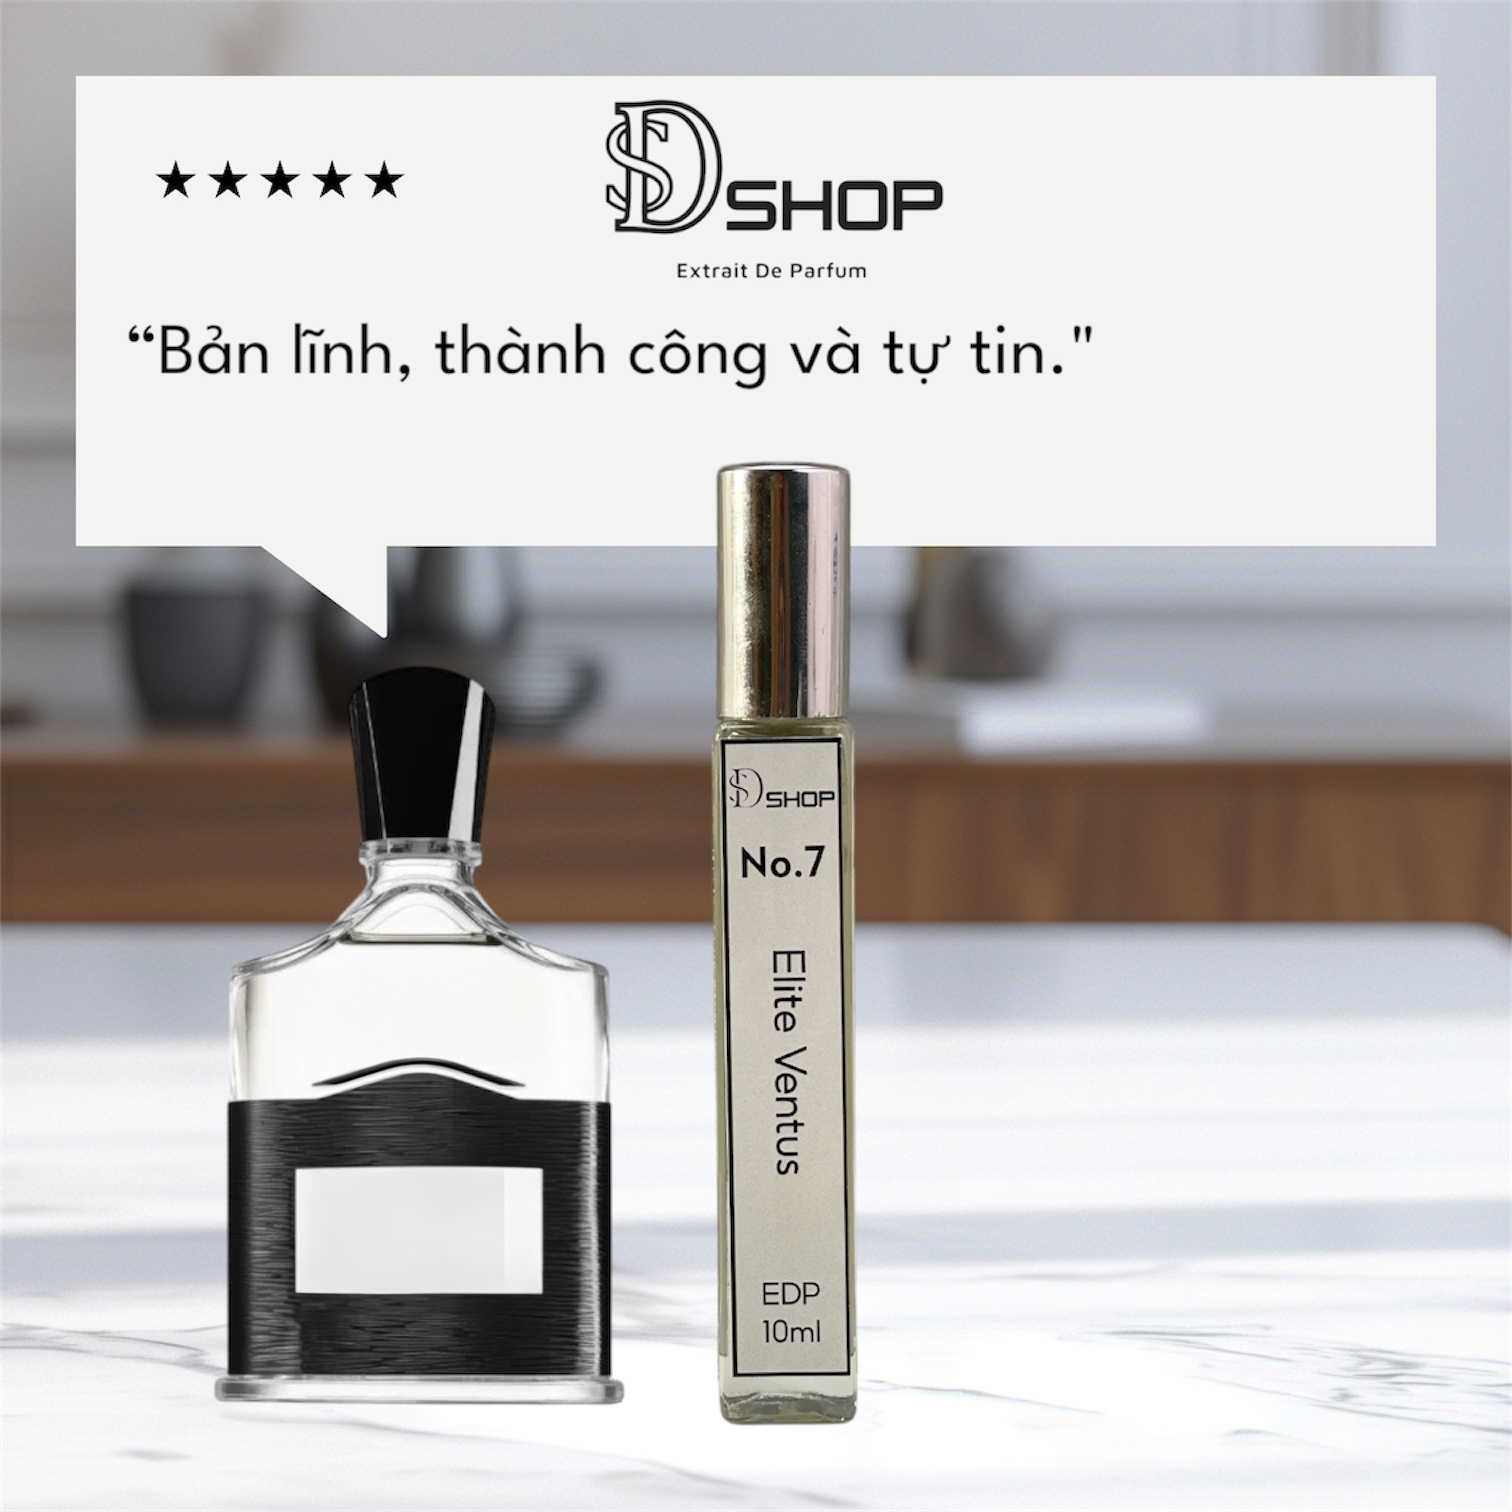 ★★★★★
SD SHOP
Extrait De Parfum
“Bản lĩnh, thành công và tự tin."
SD SHOP
No.7
Elite Ventus
EDP
10ml